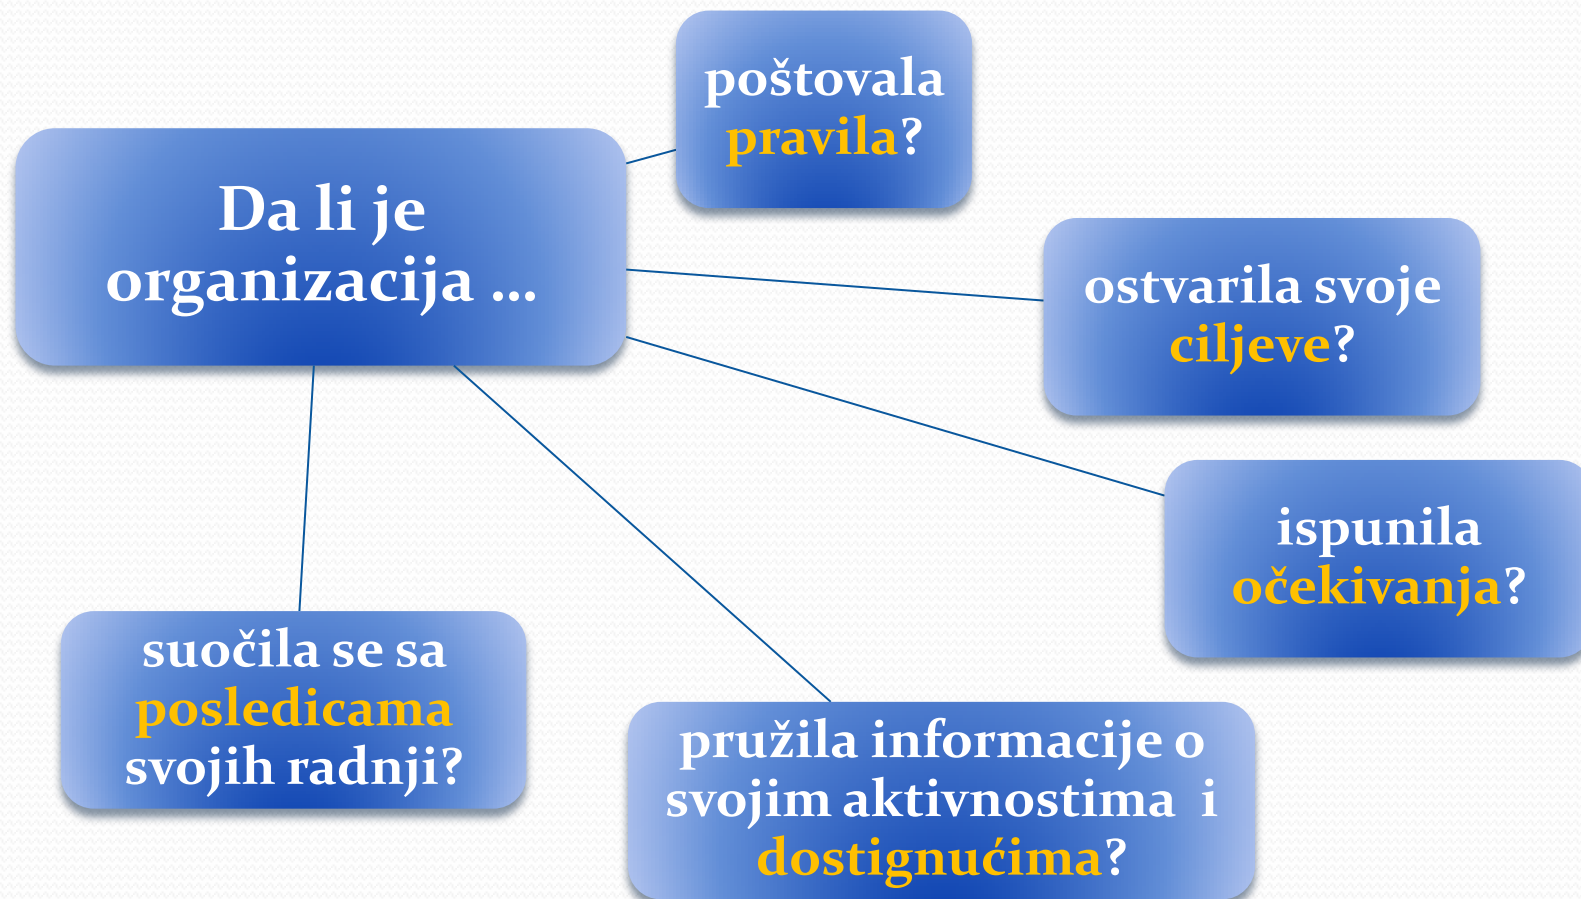 Da li je
organizacija ...
poštovala
pravila?
ostvarila svoje
ciljeve?
ispunila
očekivanja?
pružila informacije o
svojim aktivnostima i
dostignućima?
suočila se sa
posledicama
svojih radnji?